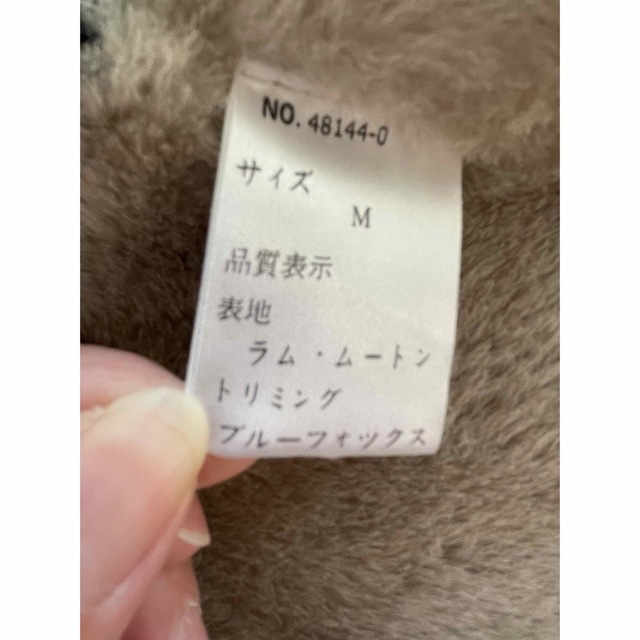 NO. 48144-0
サイズ
M
品質表示
表地
ラム・ムートン
トリミング
ブルーフォックス